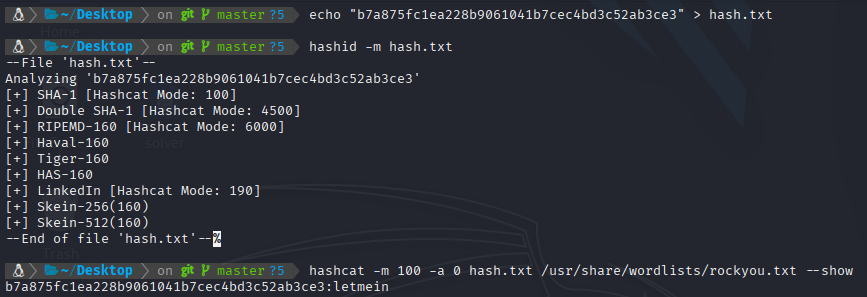 ~/Desktop on git master ?5 echo "b7a875fc1ea228b9061041b7cec4bd3c52ab3ce3" > hash.txt
Home
~/Desktop on git master ?5 hashid -m hash.txt
--File 'hash.txt'--
Analyzing 'b7a875fc1ea228b9061041b7cec4bd3c52ab3ce3'
[+] SHA-1 [Hashcat Mode: 100]
[+] Double SHA-1 [Hashcat Mode: 4500]
[+] RIPEMD-160 [Hashcat Mode: 6000]
[+] Haval-160
solver
[+] Tiger-160
[+] HAS-160
[+] LinkedIn [Hashcat Mode: 190]
[+] Skein-256(160)
[+] Skein-512(160)
--End of file 'hash.txt'--%
Trash
~/Desktop on git master ?5 hashcat -m 100 -a 0 hash.txt /usr/share/wordlists/rockyou.txt --show
b7a875fc1ea228b9061041b7cec4bd3c52ab3ce3:letmein